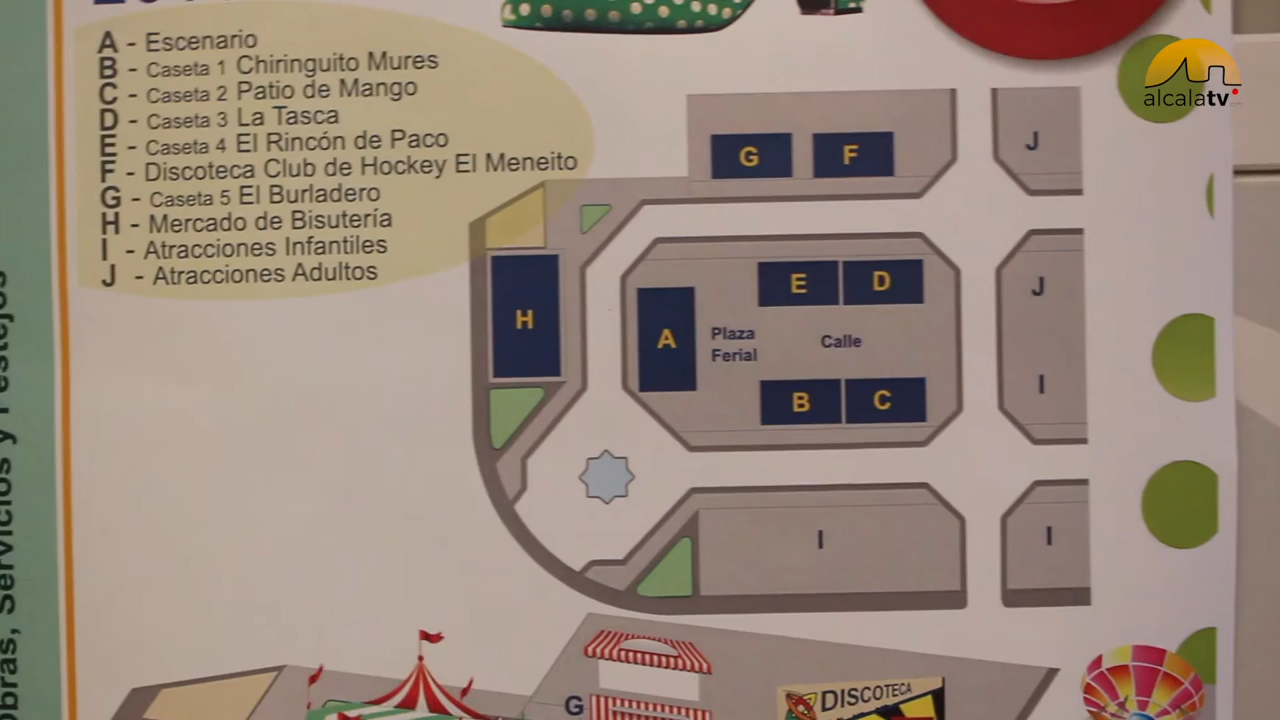 A - Escenario
B - Caseta 1 Chiringuito Mures
C - Caseta 2 Patio de Mango
D - Caseta 3 La Tasca
E - Caseta 4 El Rincón de Paco
F - Discoteca Club de Hockey El Meneito
G - Caseta 5 El Burladero
H - Mercado de Bisutería
I - Atracciones Infantiles
J - Atracciones Adultos
alcalatv
G
F
J
H
A
Plaza
Ferial
E
D
Calle
B
C
J
I
I
I
G
DISCOTECA
Servicios y Festejos